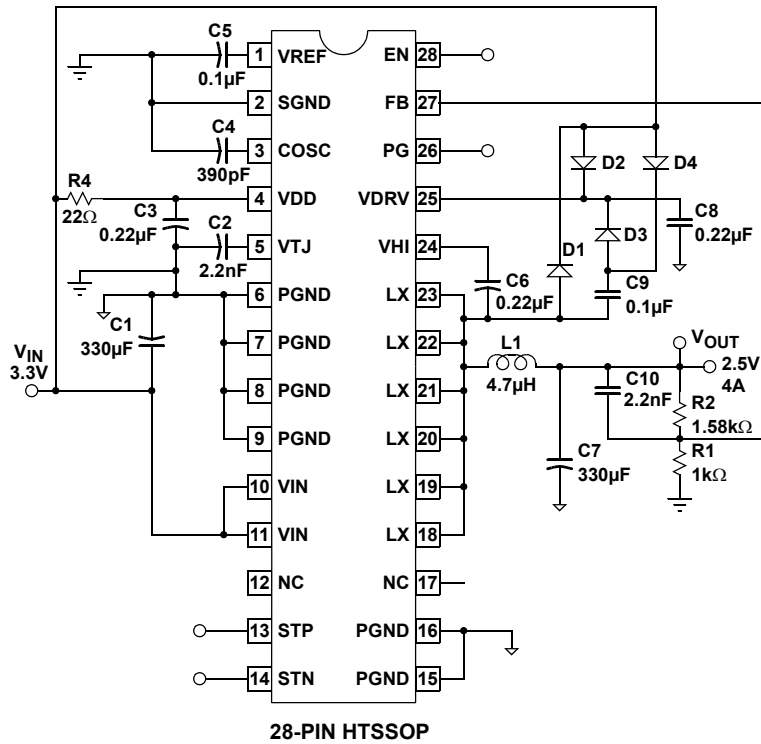 C5
0.1µF
1 VREF
EN 28
2 SGND
FB 27
C4
390pF
3 COSC
PG 26
D2
D4
R4
22Ω
C3
0.22µF
4 VDD
VDRV 25
C8
0.22µF
C2
2.2nF
5 VTJ
VHI 24
D1
D3
C6
0.22µF
C9
0.1µF
6 PGND
LX 23
C1
330µF
7 PGND
LX 22
L1
4.7µH
VOUT
2.5V
4A
VIN
3.3V
8 PGND
LX 21
C10
2.2nF
R2
1.58kΩ
9 PGND
LX 20
C7
330µF
R1
1kΩ
10 VIN
LX 19
11 VIN
LX 18
12 NC
NC 17
13 STP
PGND 16
14 STN
PGND 15
28-PIN HTSSOP